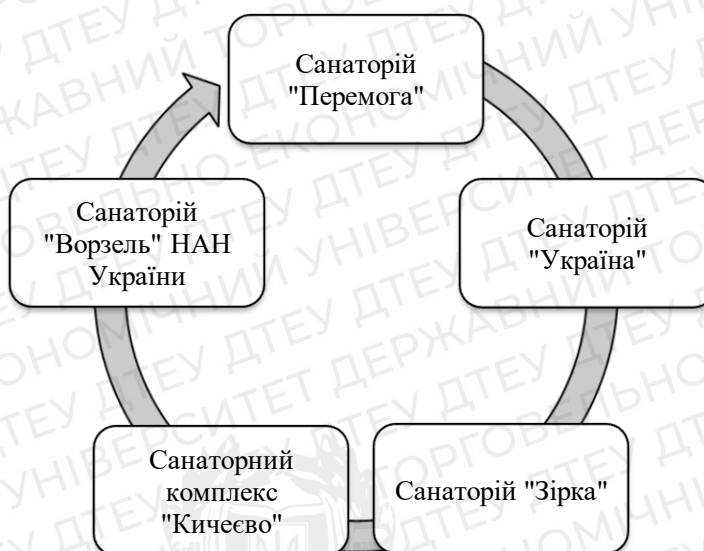 Санаторій
"Перемога"
Санаторій
"Україна"
Санаторій "Зірка"
Санаторний
комплекс
"Кичеєво"
Санаторій
"Ворзель" НАН
України